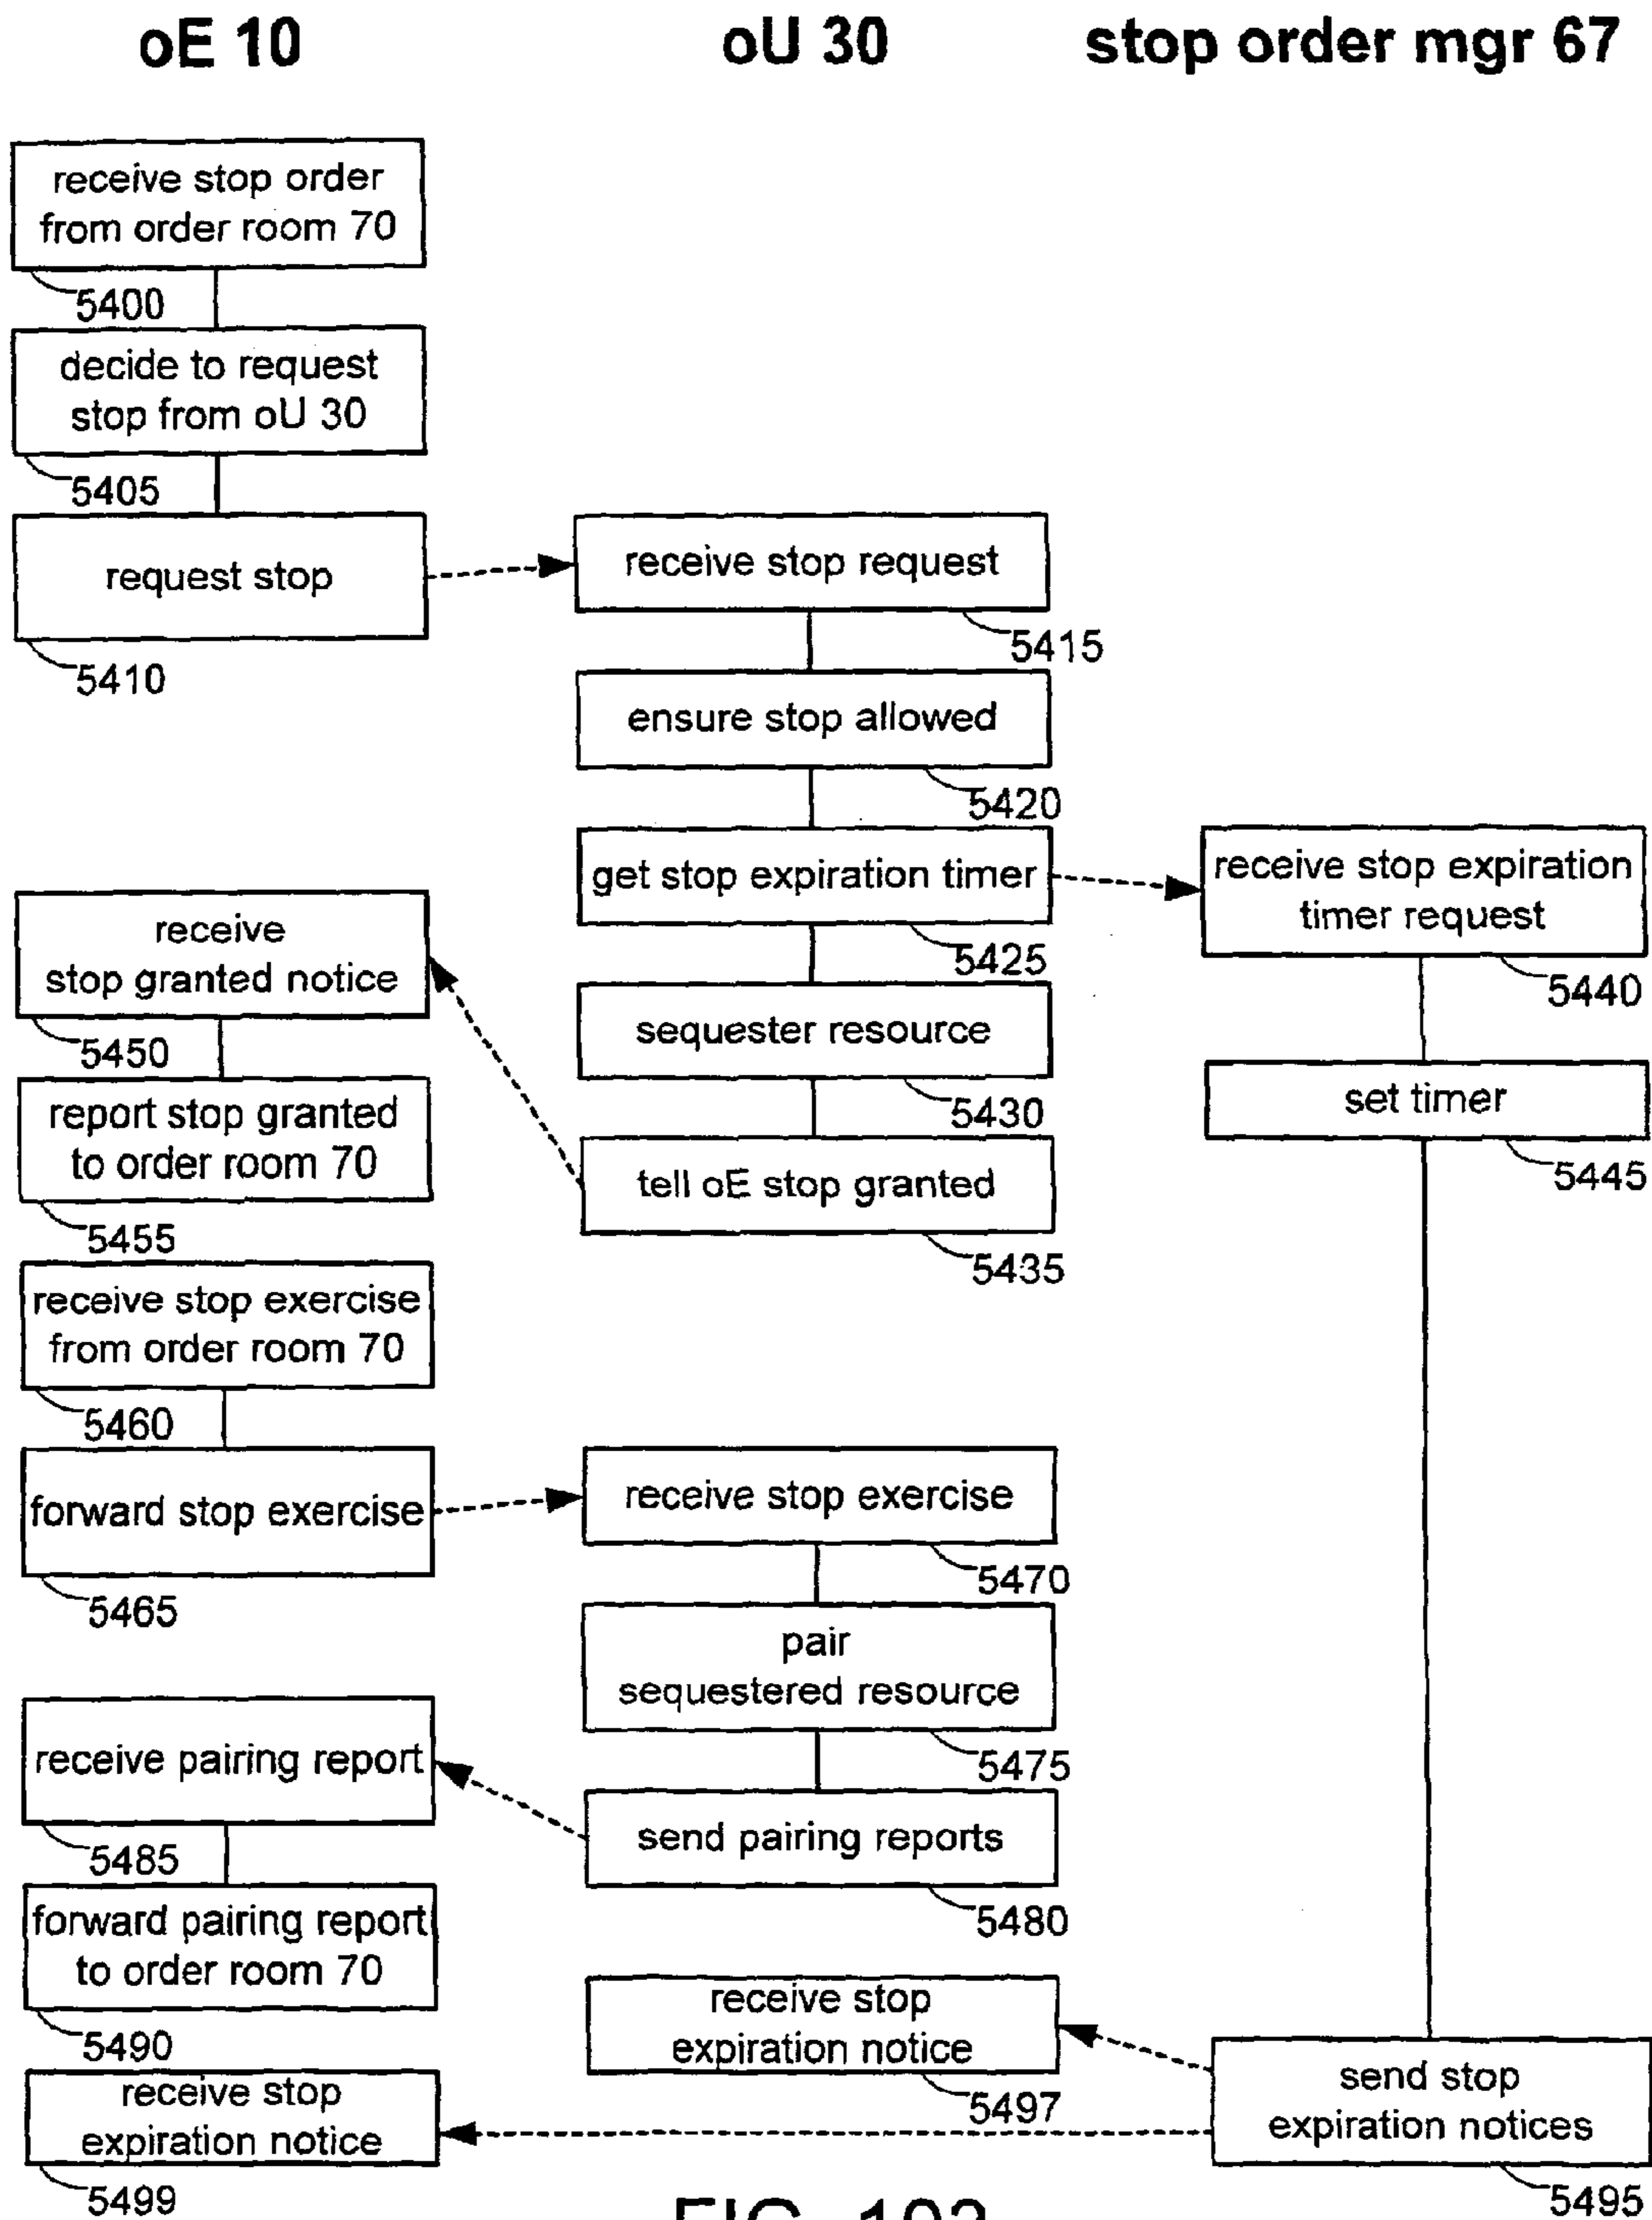 oE 10
oU 30
stop order mgr 67
receive stop order
from order room 70
5400
decide to request
stop from oU 30
5405
request stop
5410
receive stop request
5415
ensure stop allowed
5420
get stop expiration timer
5425
receive stop expiration
timer request
5440
receive
stop granted notice
5450
sequester resource
5430
set timer
5445
report stop granted
to order room 70
5455
tell oE stop granted
5435
receive stop exercise
from order room 70
5460
forward stop exercise
5465
receive stop exercise
5470
pair
sequestered resource
5475
receive pairing report
5485
send pairing reports
5480
forward pairing report
to order room 70
5490
receive stop
expiration notice
5497
send stop
expiration notices
5495
receive stop
expiration notice
5499